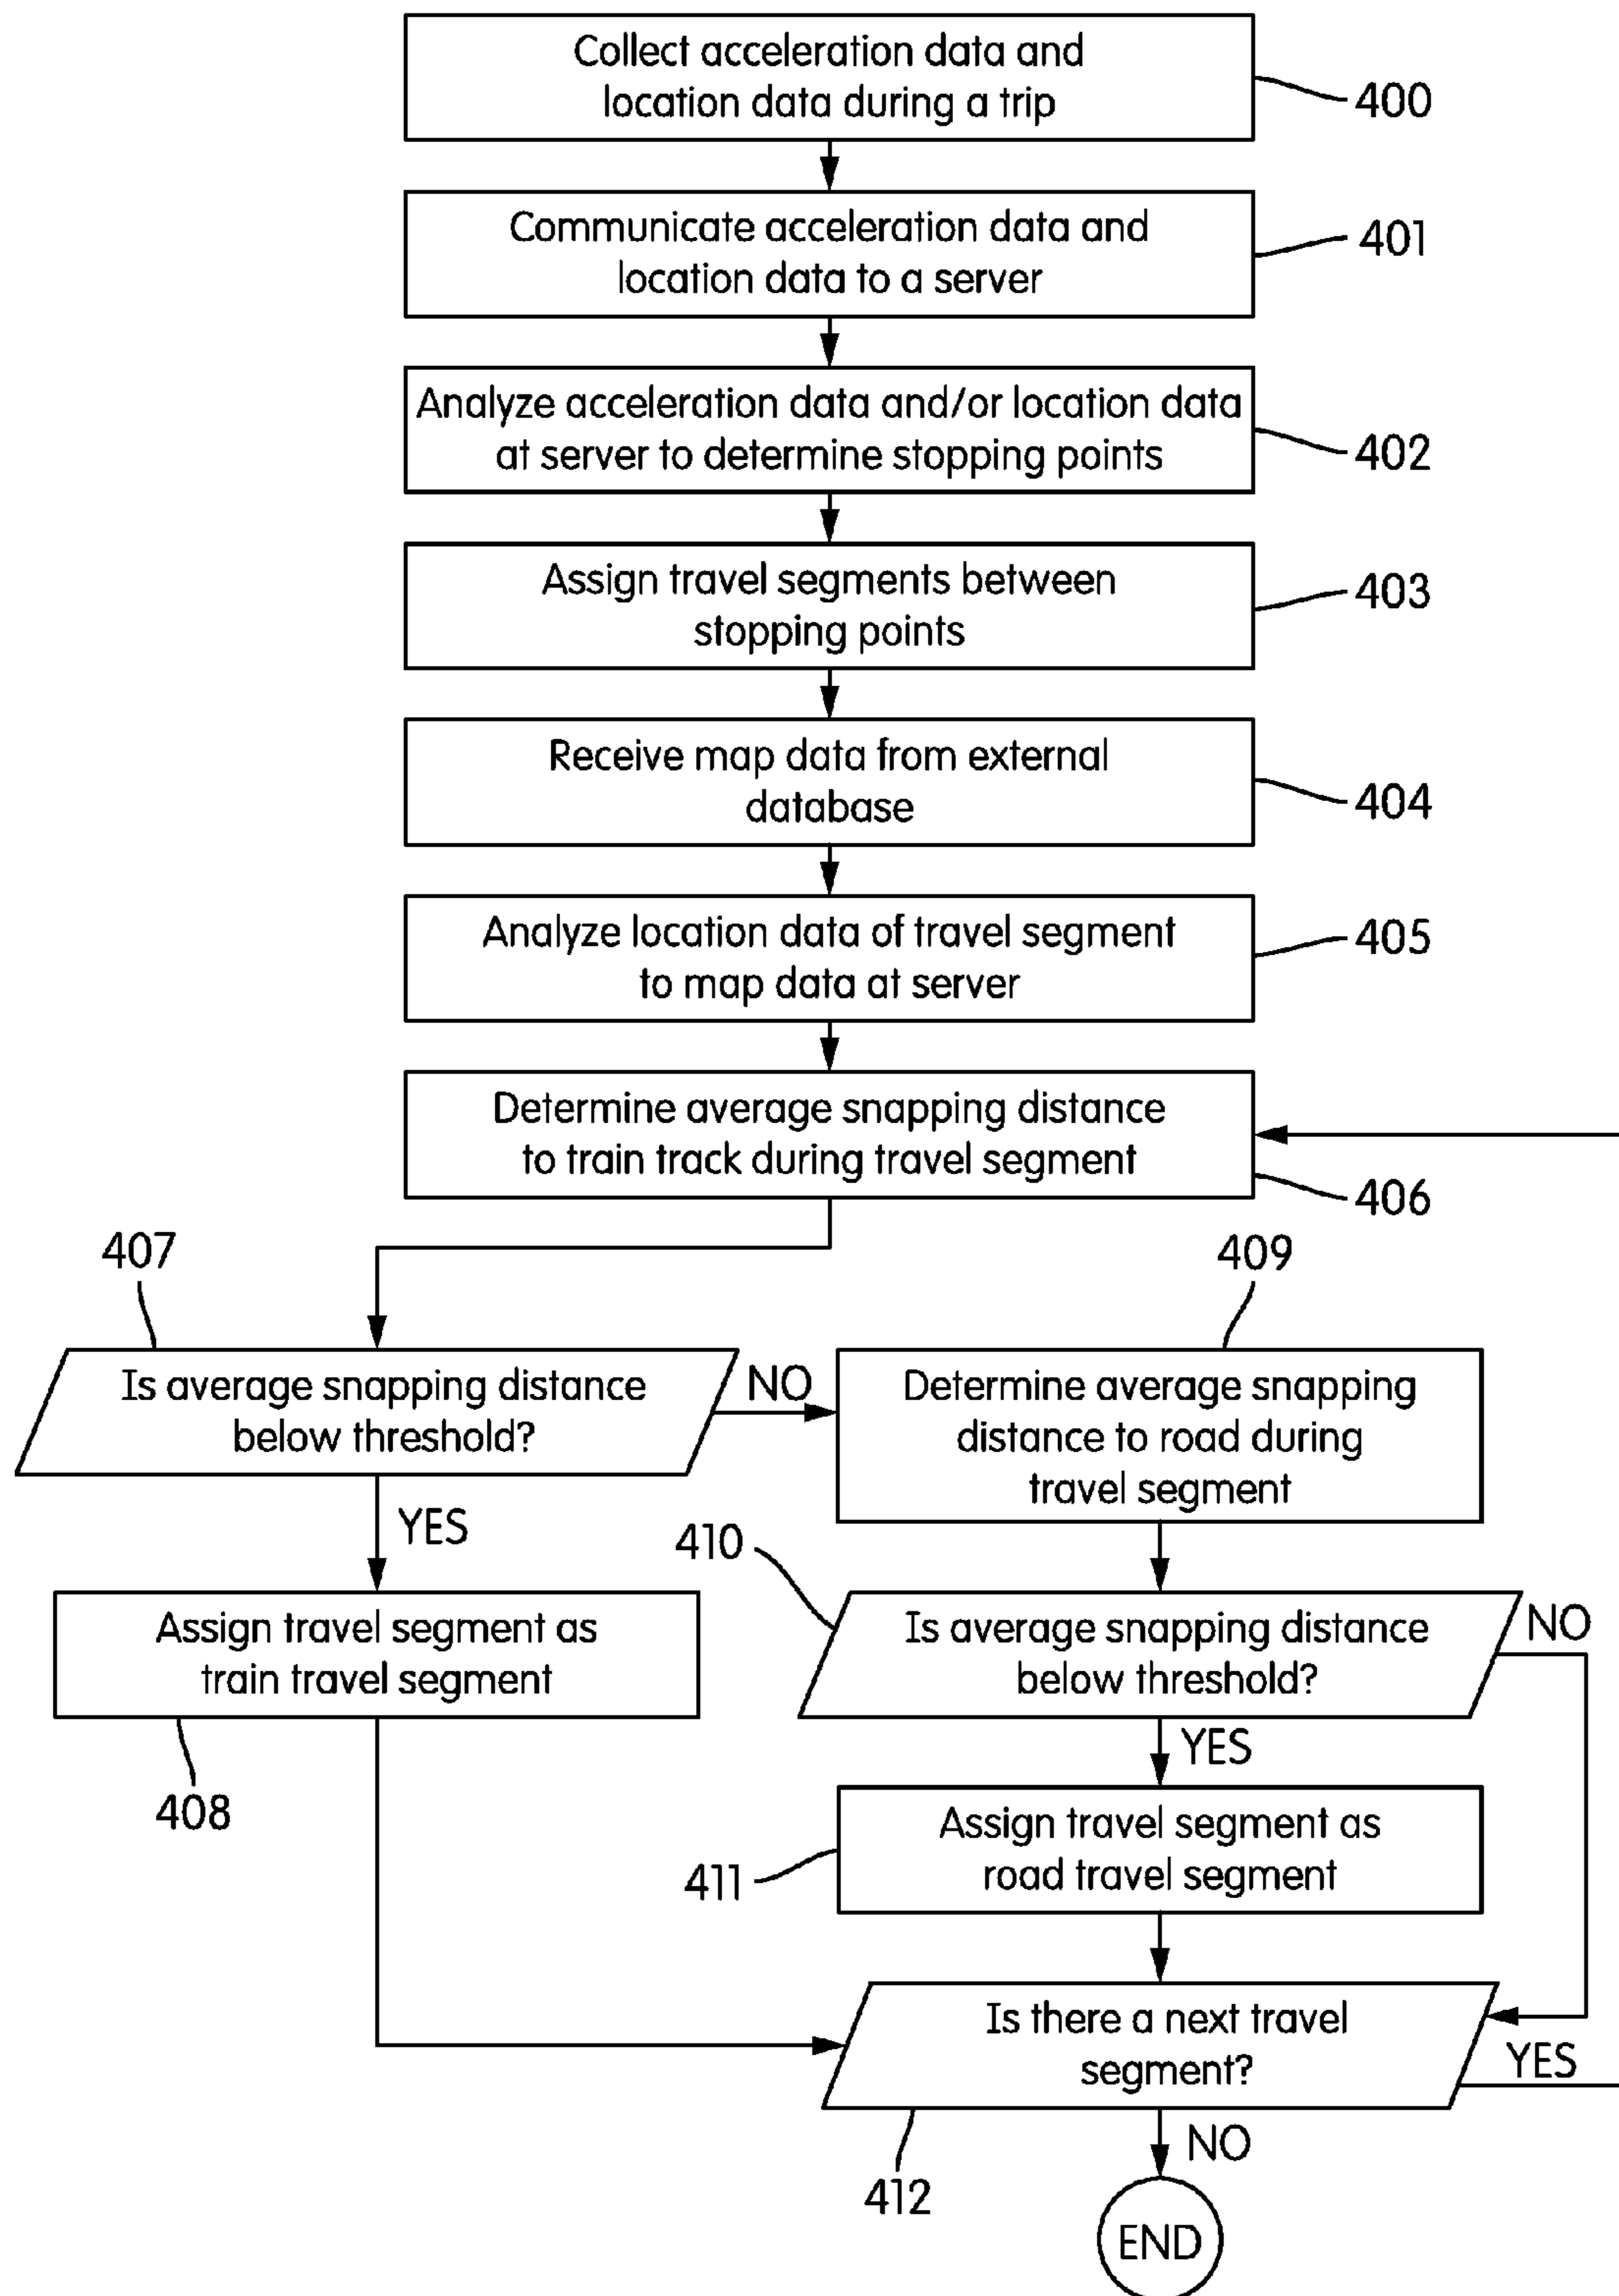 Collect acceleration data and
location data during a trip
400
Communicate acceleration data and
location data to a server
401
Analyze acceleration data and/or location data
at server to determine stopping points
402
Assign travel segments between
stopping points
403
Receive map data from external
database
404
Analyze location data of travel segment
to map data at server
405
Determine average snapping distance
to train track during travel segment
406
407
Is average snapping distance
below threshold?
NO
YES
409
Determine average snapping
distance to road during
travel segment
Assign travel segment as
train travel segment
408
410
Is average snapping distance
below threshold?
NO
YES
Assign travel segment as
road travel segment
411
Is there a next travel
segment?
YES
NO
412
END